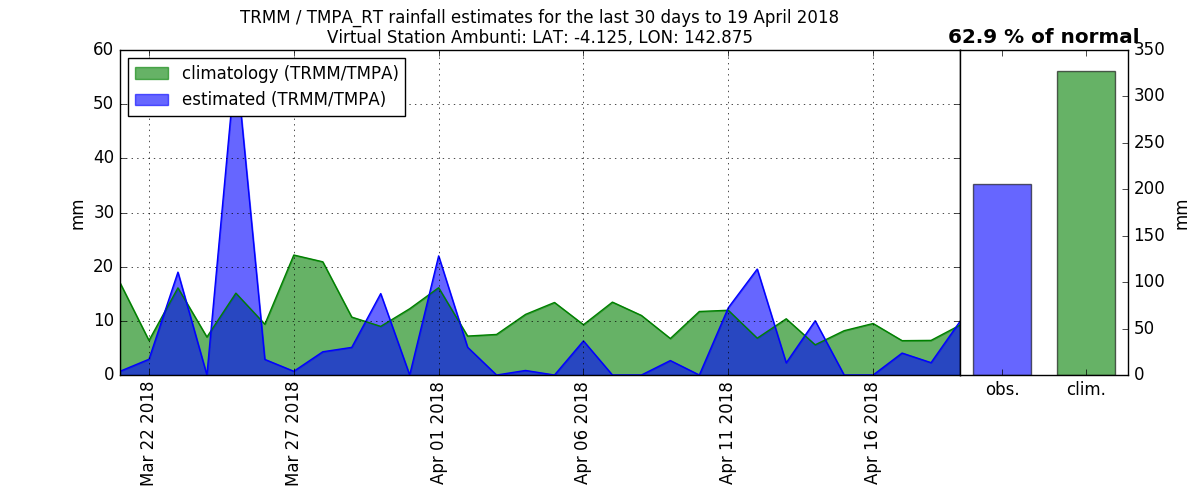 TRMM / TMPA_RT rainfall estimates for the last 30 days to 19 April 2018
Virtual Station Ambunti: LAT: -4.125, LON: 142.875
62.9 % of normal
climatology (TRMM/TMPA)
estimated (TRMM/TMPA)
60
50
40
30
20
10
0
mm
Mar 22 2018
Mar 27 2018
Apr 01 2018
Apr 06 2018
Apr 11 2018
Apr 16 2018
350
300
250
200
150
100
50
0
mm
obs.
clim.